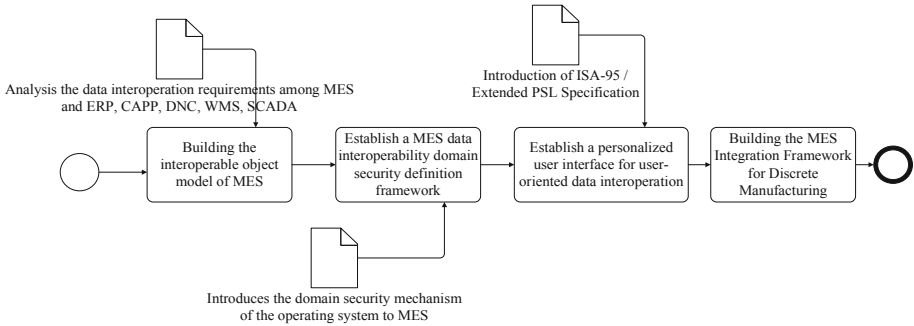 Analysis the data interoperation requirements among MES
and ERP, CAPP, DNC, WMS, SCADA
Introduction of ISA-95 /
Extended PSL Specification
Building the
interoperable object
model of MES
Establish a MES data
interoperability domain
security definition
framework
Establish a personalized
user interface for user-
oriented data interoperation
Building the MES
Integration Framework
for Discrete
Manufacturing
Introduces the domain security mechanism
of the operating system to MES